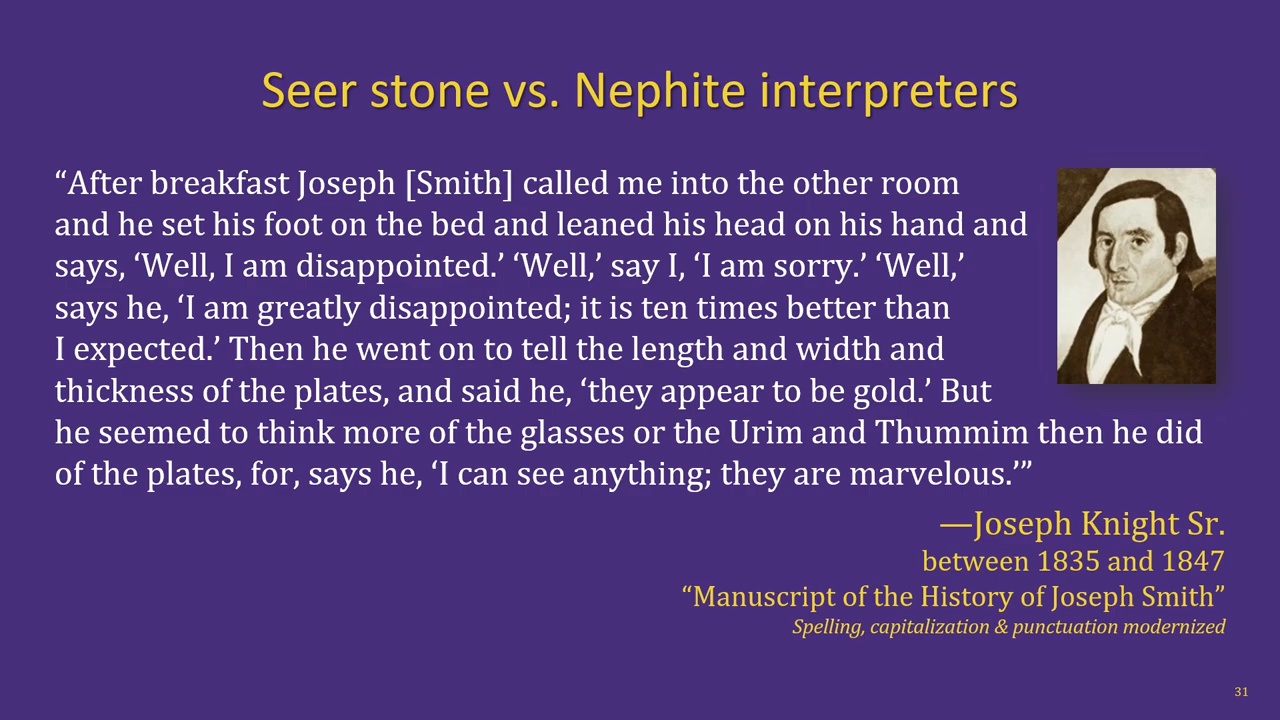 Seer stone vs. Nephite interpreters
“After breakfast Joseph [Smith] called me into the other room
and he set his foot on the bed and leaned his head on his hand and
says, ‘Well, I am disappointed.’ ‘Well,’ say I, ‘I am sorry.’ ‘Well,’
says he, ‘I am greatly disappointed; it is ten times better than
I expected.’ Then he went on to tell the length and width and
thickness of the plates, and said he, ‘they appear to be gold.’ But
he seemed to think more of the glasses or the Urim and Thummim then he did
of the plates, for, says he, ‘I can see anything; they are marvelous.’”
—Joseph Knight Sr.
between 1835 and 1847
“Manuscript of the History of Joseph Smith”
Spelling, capitalization & punctuation modernized
31